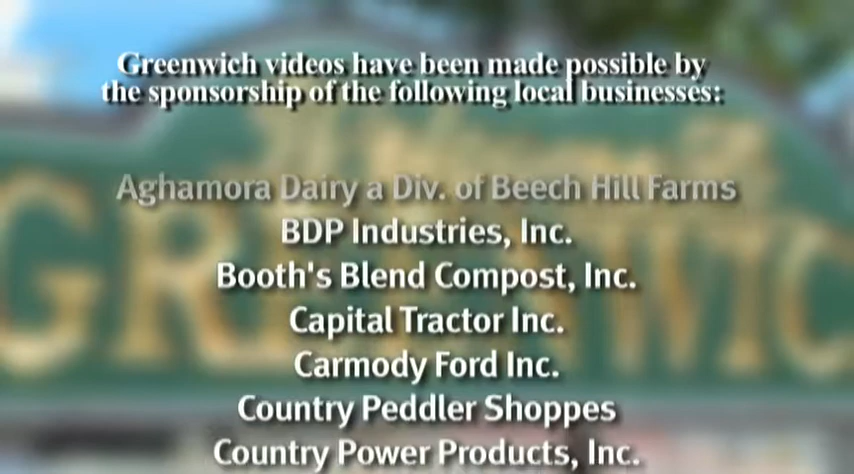 Greenwich videos have been made possible by
the sponsorship of the following local businesses:
Aghamora Dairy a Div. of Beech Hill Farms
BDP Industries, Inc.
Booth's Blend Compost, Inc.
Capital Tractor Inc.
Carmody Ford Inc.
Country Peddler Shoppes
Country Power Products, Inc.